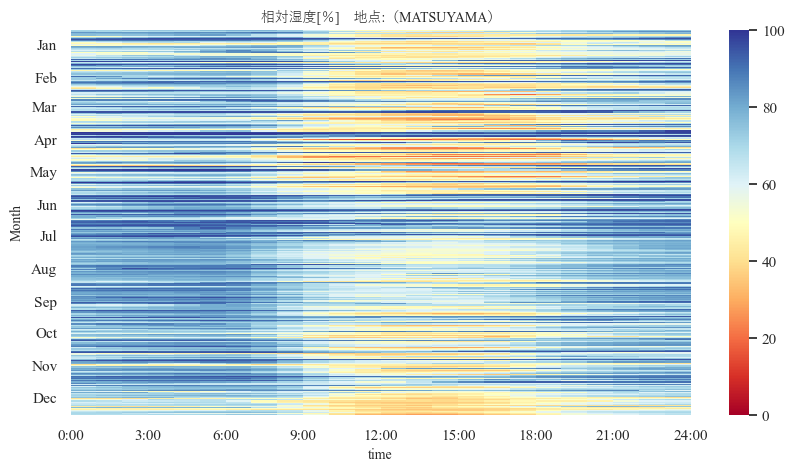 相対湿度[%]　地点:（MATSUYAMA）
Jan
Feb
Mar
Apr
May
Jun
Jul
Aug
Sep
Oct
Nov
Dec
Month
0:00 3:00 6:00 9:00 12:00 15:00 18:00 21:00 24:00
time
100
80
60
40
20
0